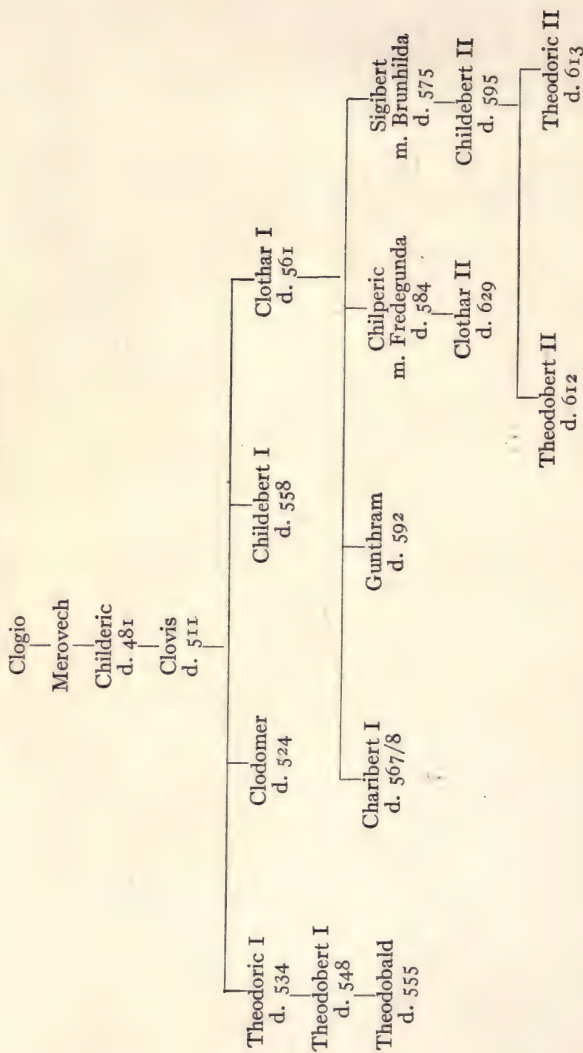 Clogio
Merovech
Childeric
d. 481
Clovis
d. 511
Theodoric I
d. 534
Clodomer
d. 524
Childebert I
d. 558
Clothar I
d. 561
Theodobert I
d. 548
Theodobald
d. 555
Charibert I
d. 567/8
Gunthram
d. 592
Chilperic
m. Fredegunda
d. 584
Sigibert
m. Brunhilda
d. 575
Clothar II
d. 629
Childebert II
d. 595
Theodobert II
d. 612
Theodoric II
d. 613